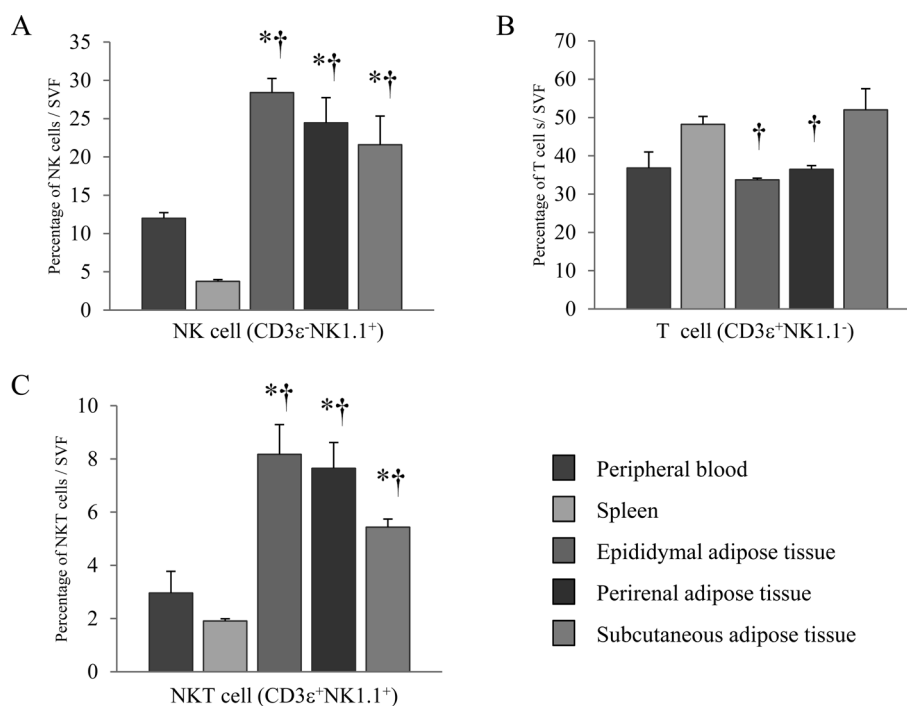 A
Percentage of NK cells / SVF
35
30
25
20
15
10
5
0
*†
*†
*†
NK cell (CD3ε⁻NK1.1⁺)
B
Percentage of T cell s/ SVF
70
60
50
40
30
20
10
0
†
†
T cell (CD3ε⁺NK1.1⁻)
C
Percentage of NKT cells / SVF
10
8
6
4
2
0
*†
*†
*†
NKT cell (CD3ε⁺NK1.1⁺)
Peripheral blood
Spleen
Epididymal adipose tissue
Perirenal adipose tissue
Subcutaneous adipose tissue